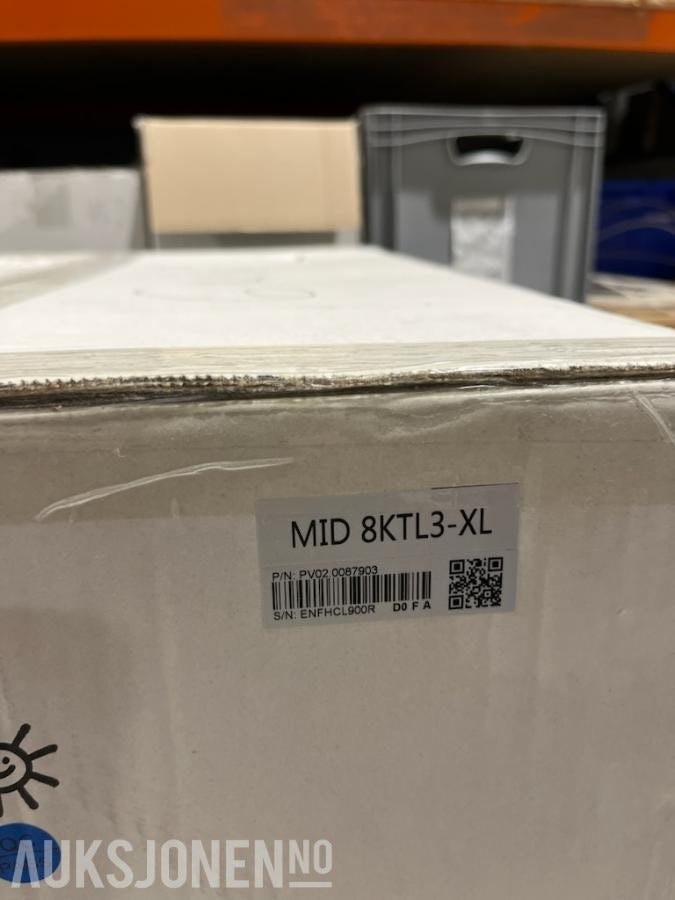 MID 8KTL3-XL
P/N: PV02.0087903
S/N: ENFHCL900R D0 F A
AUKSJONEN.NO